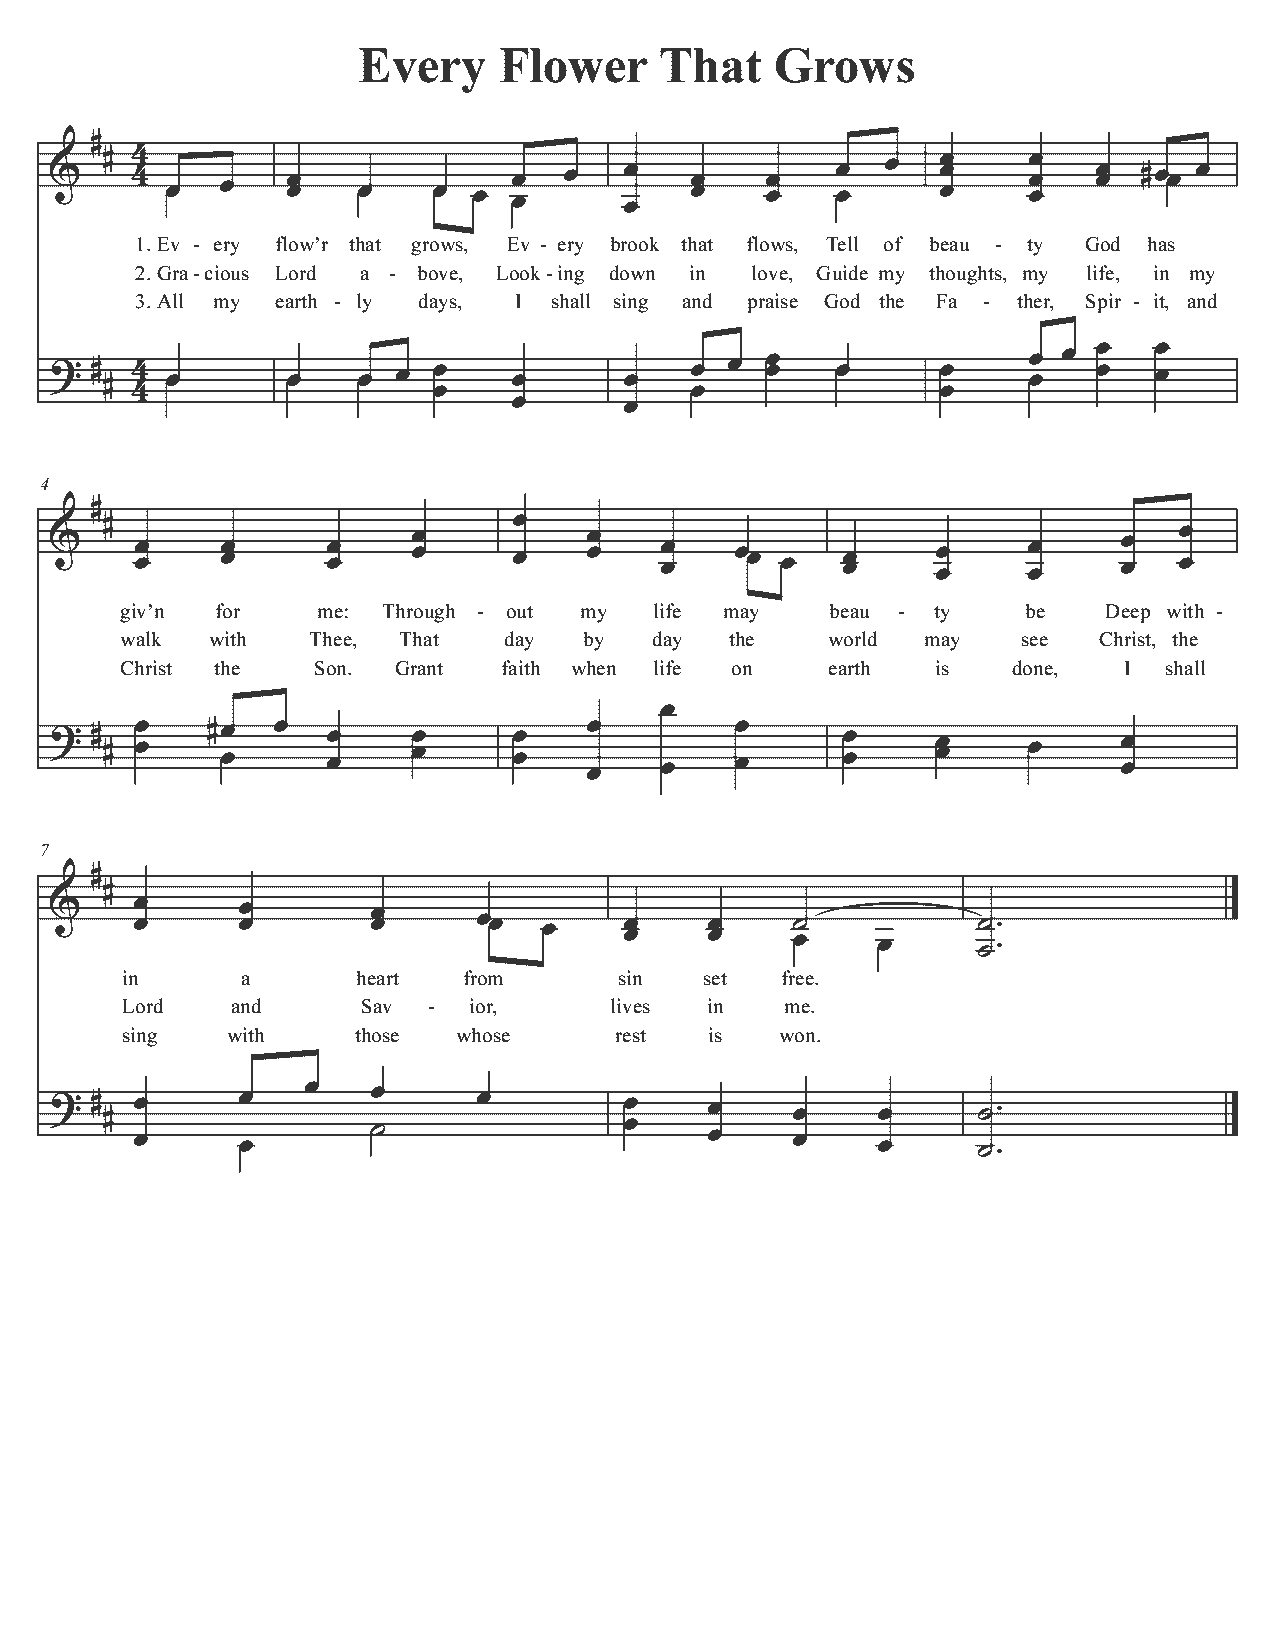 Every Flower That Grows
4
4
1. Ev - ery flow’r that grows, Ev - ery brook that flows, Tell of beau - ty God has
2. Gra - cious Lord a - bove, Look - ing down in love, Guide my thoughts, my life, in my
3. All my earth - ly days, I shall sing and praise God the Fa - ther, Spir - it, and
4
4
4
giv’n for me: Through - out my life may beau - ty be Deep with -
walk with Thee, That day by day the world may see Christ, the
Christ the Son. Grant faith when life on earth is done, I shall
7
in a heart from sin set free.
Lord and Sav - ior, lives in me.
sing with those whose rest is won.